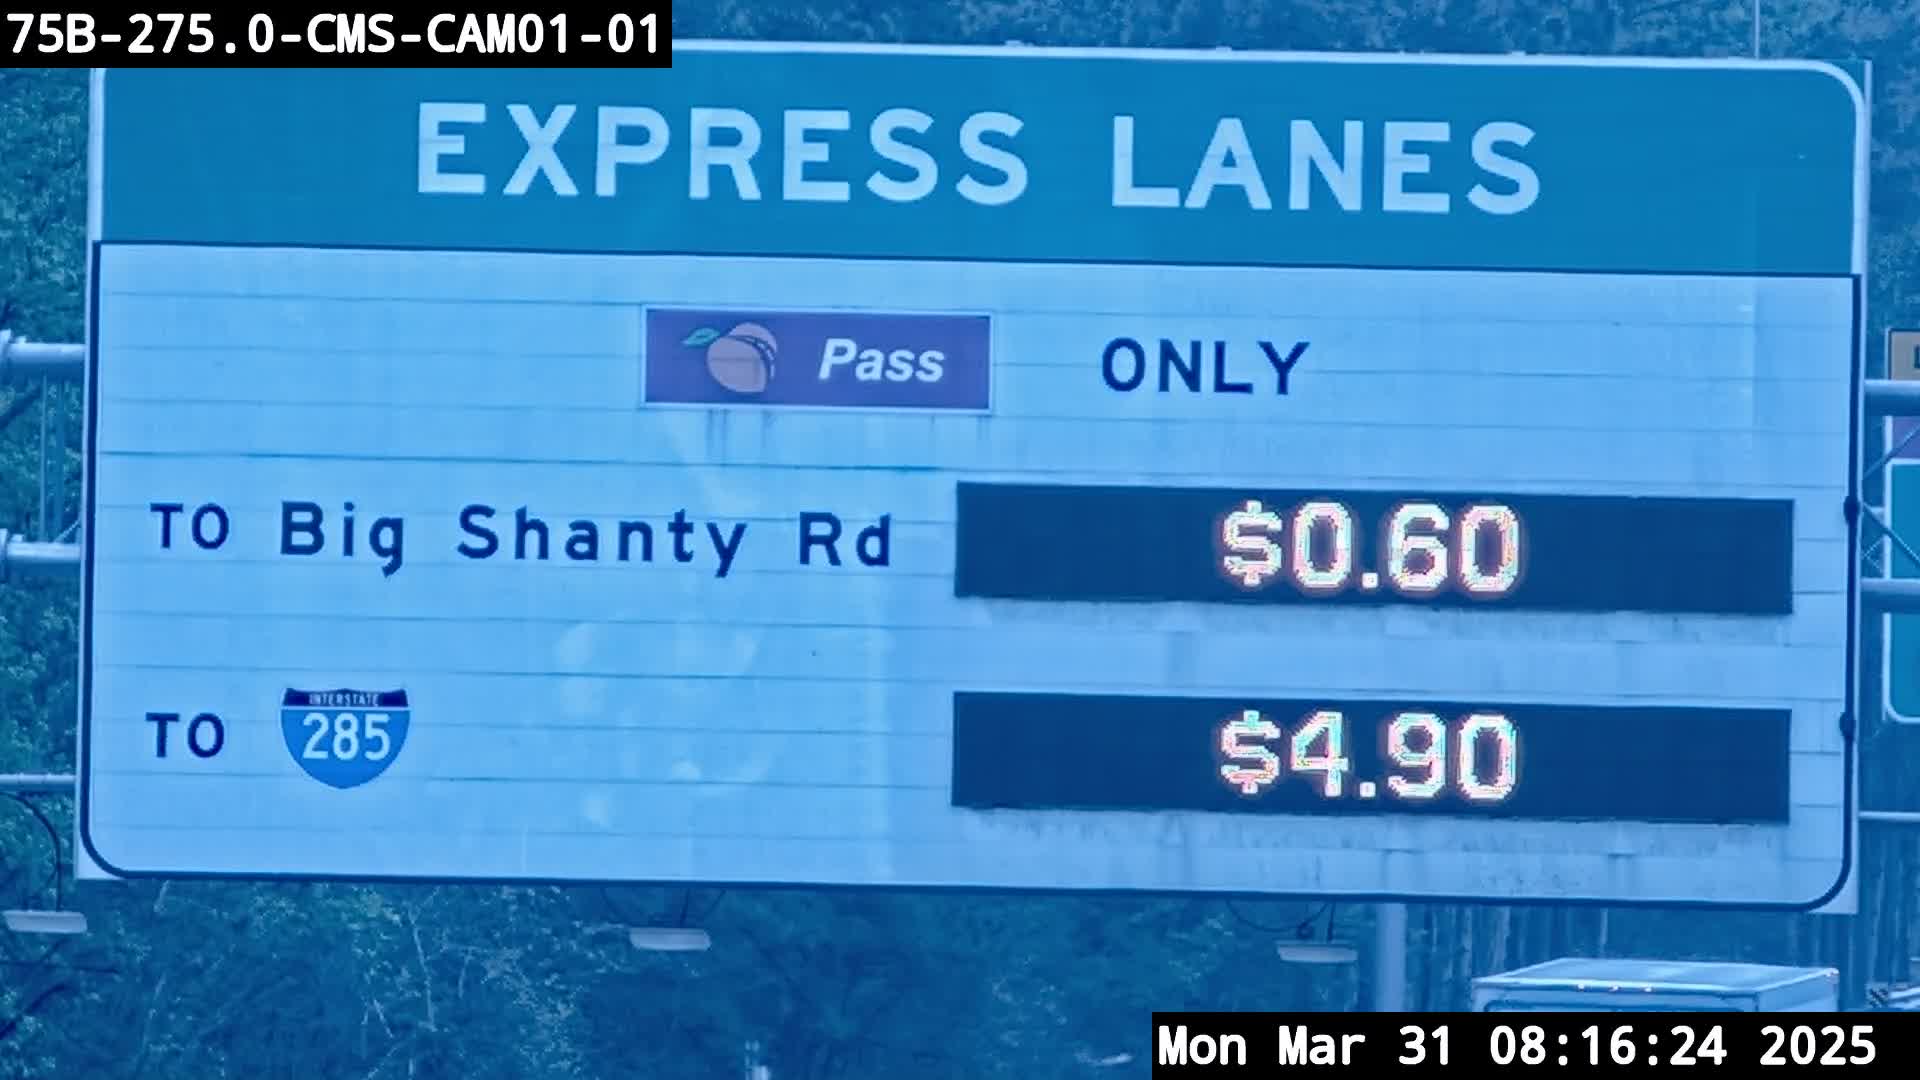 75B-275.0-CMS-CAM01-01
EXPRESS LANES
Pass ONLY
TO Big Shanty Rd $0.60
INTERSTATE
TO 285 $4.90
Mon Mar 31 08:16:24 2025